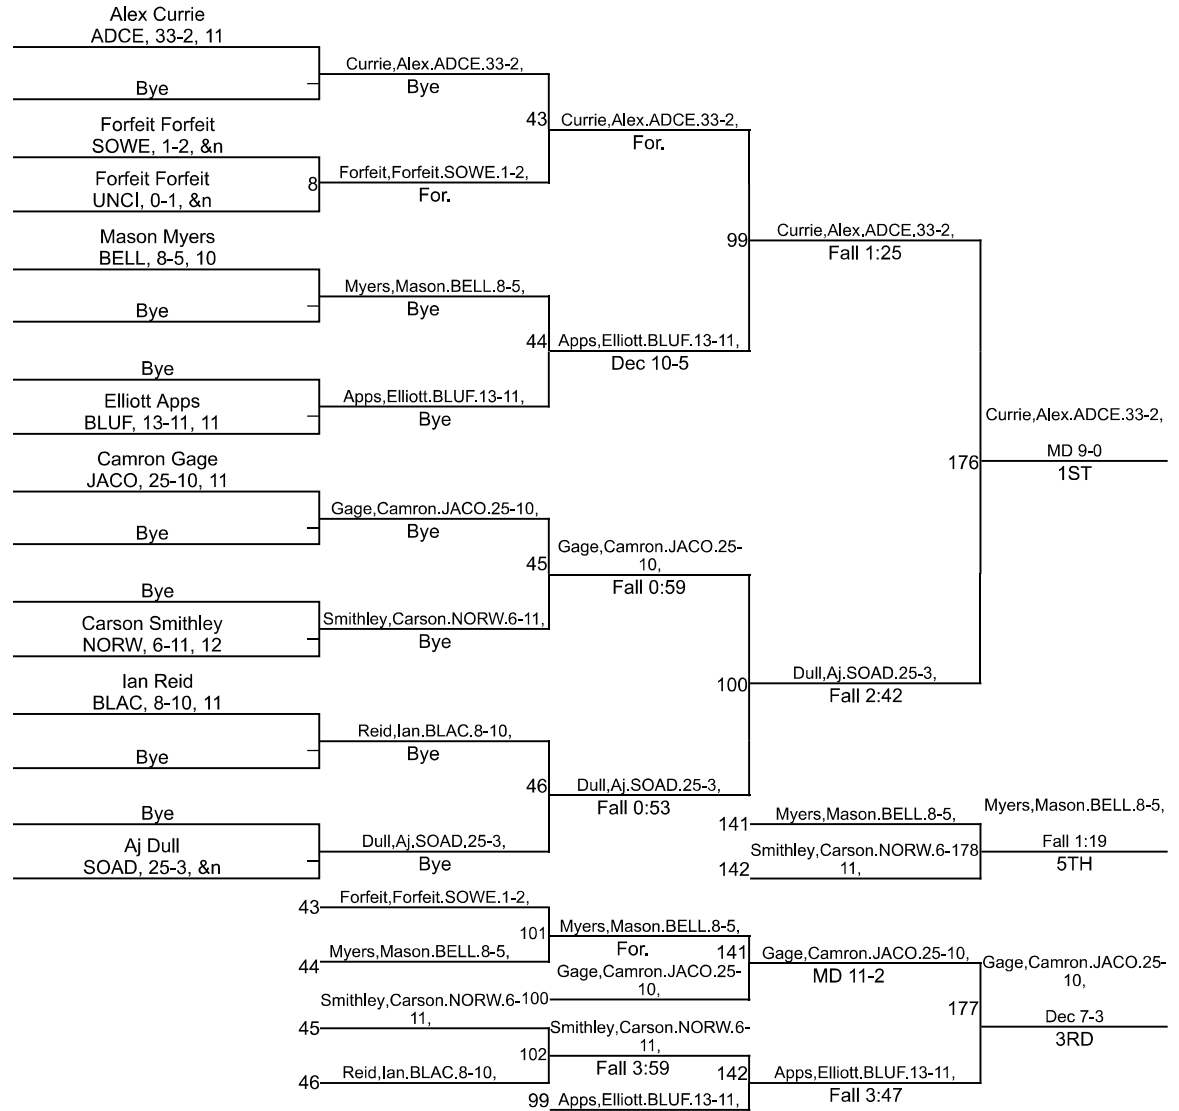 Alex Currie
ADCE, 33-2, 11
Currie,Alex.ADCE.33-2,
Bye
Bye
43
Currie,Alex.ADCE.33-2,
For.
Forfeit Forfeit
SOWE, 1-2, &n
Forfeit Forfeit
UNCl, 0-1, &n
8
Forfeit,Forfeit.SOWE.1-2,
For.
Mason Myers
BELL, 8-5, 10
99
Currie,Alex.ADCE.33-2,
Fall 1:25
Myers,Mason.BELL.8-5,
Bye
Bye
44
Apps,Elliott.BLUF.13-11,
Dec 10-5
Bye
Elliott Apps
BLUF, 13-11, 11
Apps,Elliott.BLUF.13-11,
Bye
Currie,Alex.ADCE.33-2,
176
MD 9-0
1ST
Camron Gage
JACO, 25-10, 11
Gage,Camron.JACO.25-10,
Bye
Bye
45
Gage,Camron.JACO.25-
10,
Fall 0:59
Bye
Carson Smithley
NORW, 6-11, 12
Smithley,Carson.NORW.6-11,
Bye
Ian Reid
BLAC, 8-10, 11
100
Dull,Aj.SOAD.25-3,
Fall 2:42
Reid,Ian.BLAC.8-10,
Bye
Bye
46
Dull,Aj.SOAD.25-3,
Fall 0:53
Bye
Aj Dull
SOAD, 25-3, &n
Dull,Aj.SOAD.25-3,
Bye
141
Myers,Mason.BELL.8-5,
142
Smithley,Carson.NORW.6-
11,
178
Myers,Mason.BELL.8-5,
Fall 1:19
5TH
43
Forfeit,Forfeit.SOWE.1-2,
44
Myers,Mason.BELL.8-5,
101
Myers,Mason.BELL.8-5,
For.
100
Gage,Camron.JACO.25-
10,
141
Gage,Camron.JACO.25-10,
MD 11-2
45
Smithley,Carson.NORW.6-
11,
46
Reid,Ian.BLAC.8-10,
102
Smithley,Carson.NORW.6-
11,
Fall 3:59
99
Apps,Elliott.BLUF.13-11,
142
Apps,Elliott.BLUF.13-11,
Fall 3:47
177
Gage,Camron.JACO.25-
10,
Dec 7-3
3RD